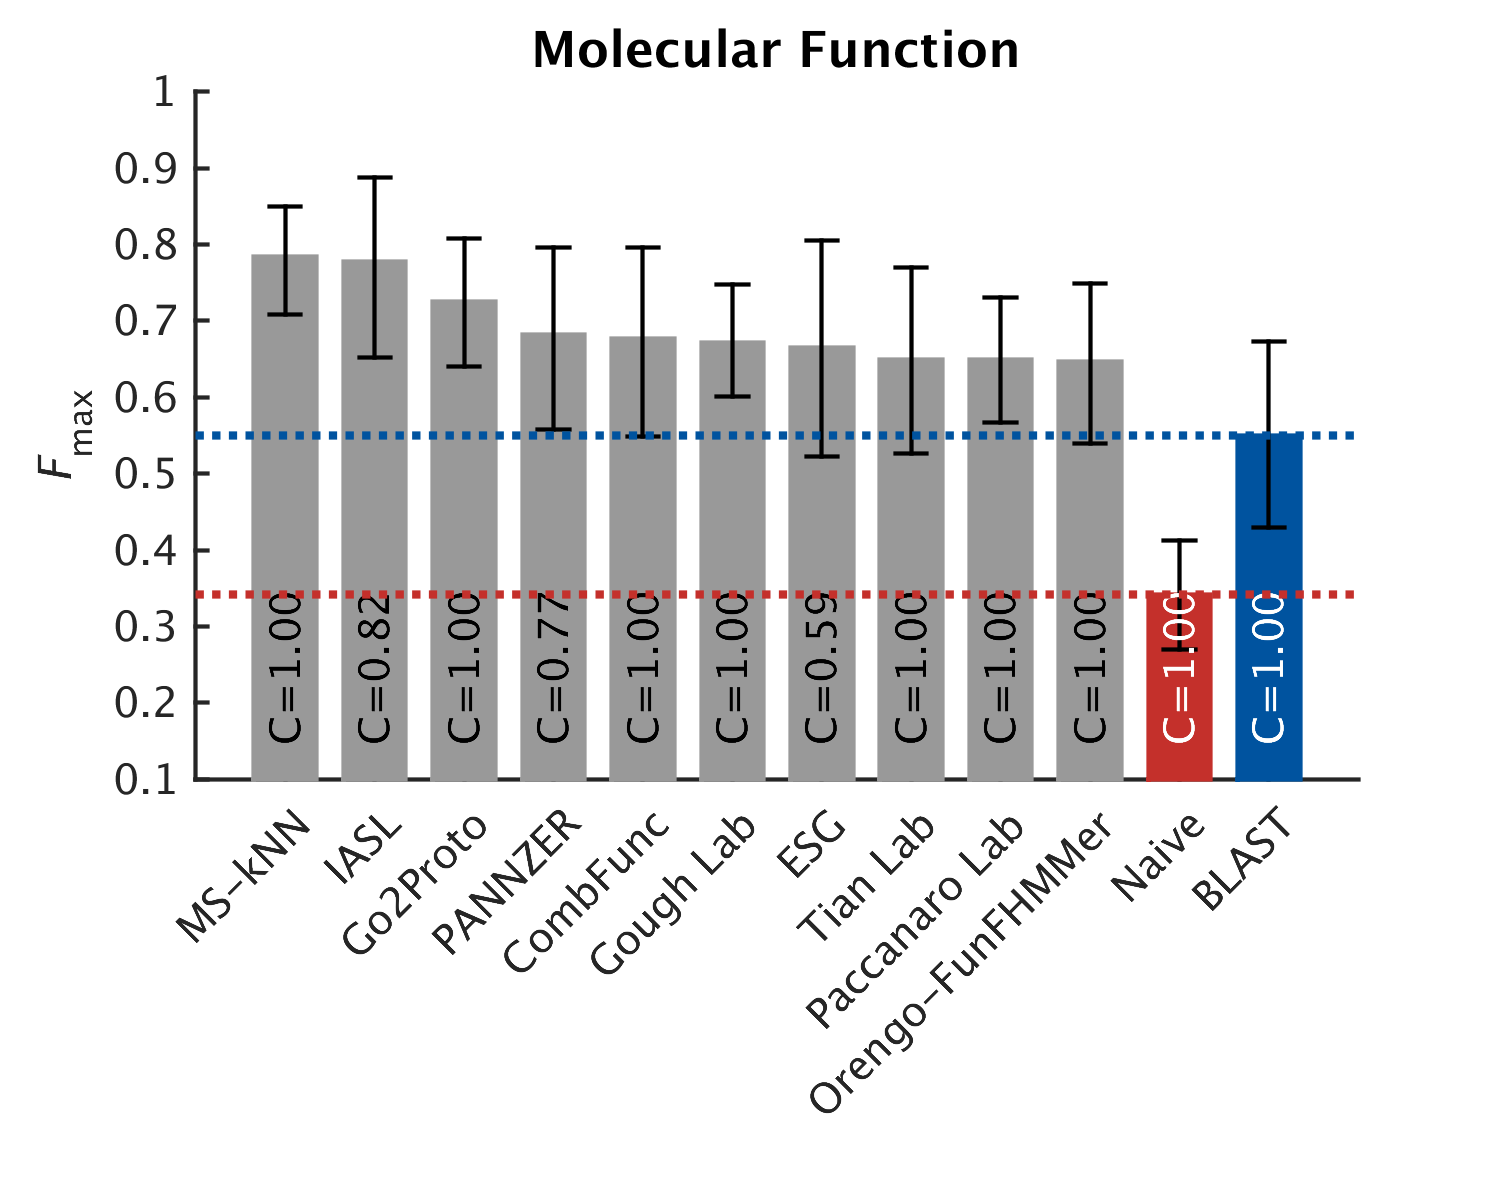 Molecular Function
1
0.9
0.8
0.7
0.6
0.5
0.4
0.3
0.2
0.1
Fmax
C=1.00
C=0.82
C=1.00
C=0.77
C=1.00
C=1.00
C=0.59
C=1.00
C=1.00
C=1.00
C=1.00
C=1.00
MS-kNN
IASL
Go2Proto
PANNZER
CombFunc
Gough Lab
ESG
Tian Lab
Paccanaro Lab
Orengo-FunFHMMer
Naive
BLAST